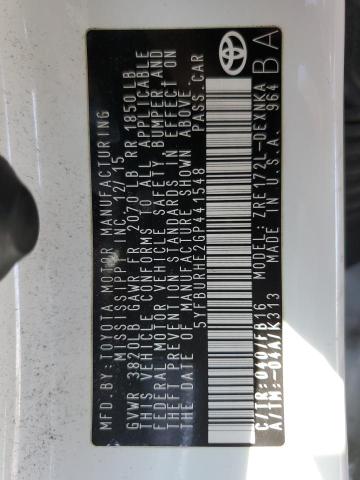 MFD.BY:TOYOTA MOTOR MANUFACTURING
MISSISSIPPI, INC. 12/15
GVWR 3820LB GAWR FR 2070 LB RR 1850LB
THIS VEHICLE CONFORMS TO ALL APPLICABLE
FEDERAL MOTOR VEHICLE SAFETY, BUMPER, AND
THEFT PREVENTION STANDARDS IN EFFECT ON
THE DATE OF MANUFACTURE SHOWN ABOVE.
5YFBURHE2GP441548 PASS.CAR
C/TR:040/FB16 ZRE172L-DEXNKA
A/TM:-04A/K313 MADE IN U.S.A. 964
BA